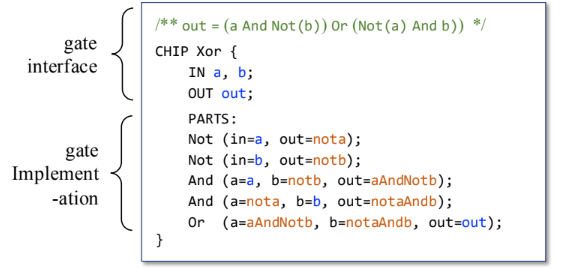 gate
interface
gate
Implement
-ation
/** out = (a And Not(b)) Or (Not(a) And b)) */
CHIP Xor {
IN a, b;
OUT out;
PARTS:
Not (in=a, out=nota);
Not (in=b, out=notb);
And (a=a, b=notb, out=aAndNotb);
And (a=nota, b=b, out=notaAndb);
Or (a=aAndNotb, b=notaAndb, out=out);
}